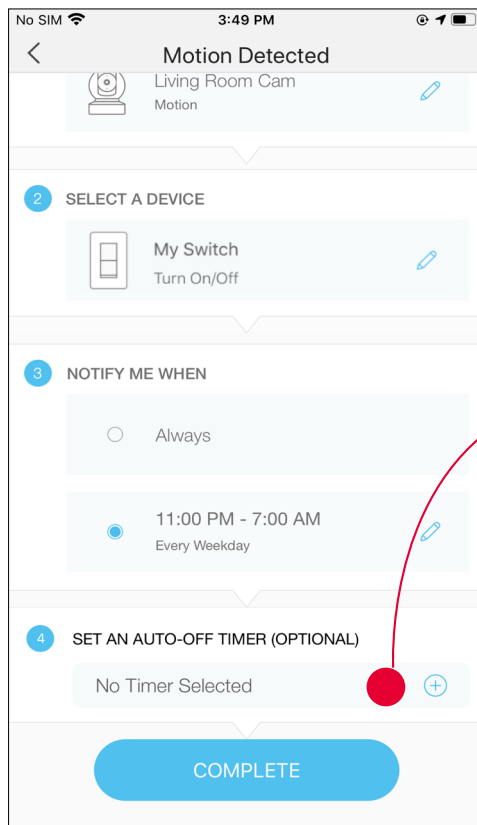 No SIM 3:49 PM
Motion Detected
Living Room Cam
Motion
2 SELECT A DEVICE
My Switch
Turn On/Off
3 NOTIFY ME WHEN
Always
11:00 PM - 7:00 AM
Every Weekday
4 SET AN AUTO-OFF TIMER (OPTIONAL)
No Timer Selected
COMPLETE